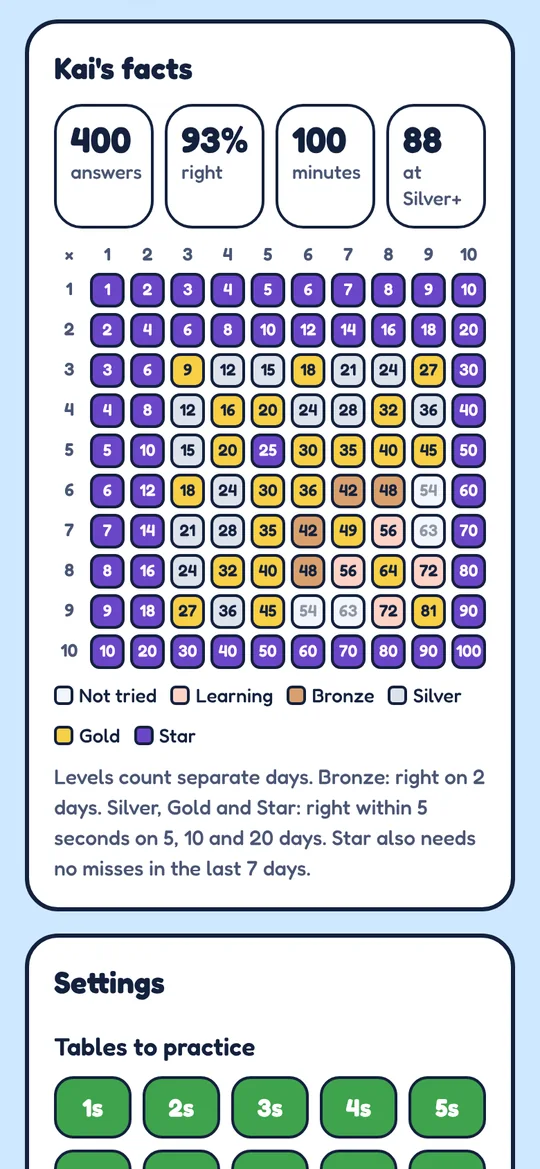 Kai's facts
400 93% 100 88
answers right minutes at
Silver+
× 1 2 3 4 5 6 7 8 9 10
1 1 2 3 4 5 6 7 8 9 10
2 2 4 6 8 10 12 14 16 18 20
3 3 6 9 12 15 18 21 24 27 30
4 4 8 12 16 20 24 28 32 36 40
5 5 10 15 20 25 30 35 40 45 50
6 6 12 18 24 30 36 42 48 54 60
7 7 14 21 28 35 42 49 56 63 70
8 8 16 24 32 40 48 56 64 72 80
9 9 18 27 36 45 54 63 72 81 90
10 10 20 30 40 50 60 70 80 90 100
Not tried Learning Bronze Silver
Gold Star
Levels count separate days. Bronze: right on 2
days. Silver, Gold and Star: right within 5
seconds on 5, 10 and 20 days. Star also needs
no misses in the last 7 days.
Settings
Tables to practice
1s 2s 3s 4s 5s